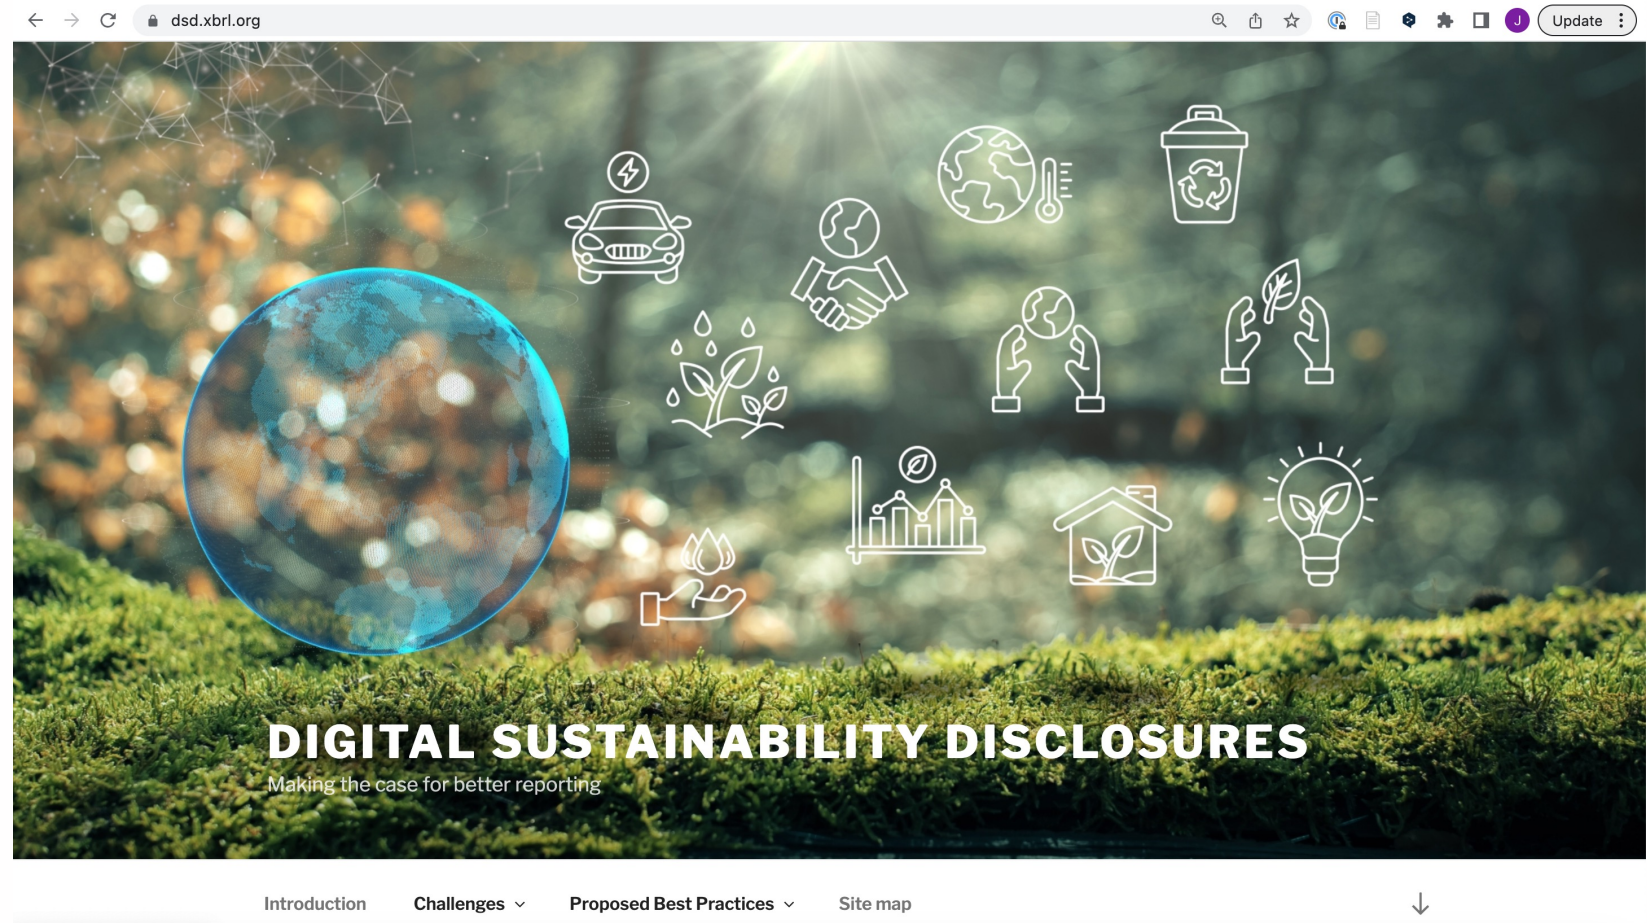 dsd.xbrl.org
J
Update
DIGITAL SUSTAINABILITY DISCLOSURES
Making the case for better reporting
Introduction Challenges Proposed Best Practices Site map